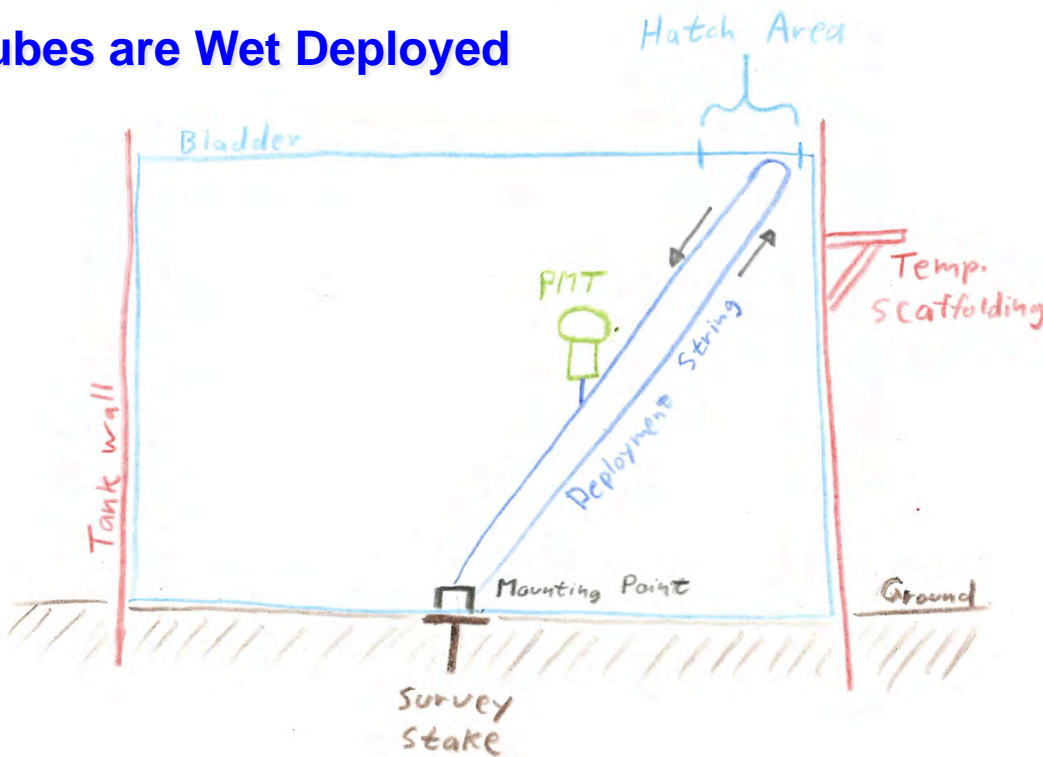 ubes are Wet Deployed
Hatch Area
Bladder
PMT
Temp.
Scaffolding
Deployment String
Tank wall
Mounting Point
Ground
Survey
Stake